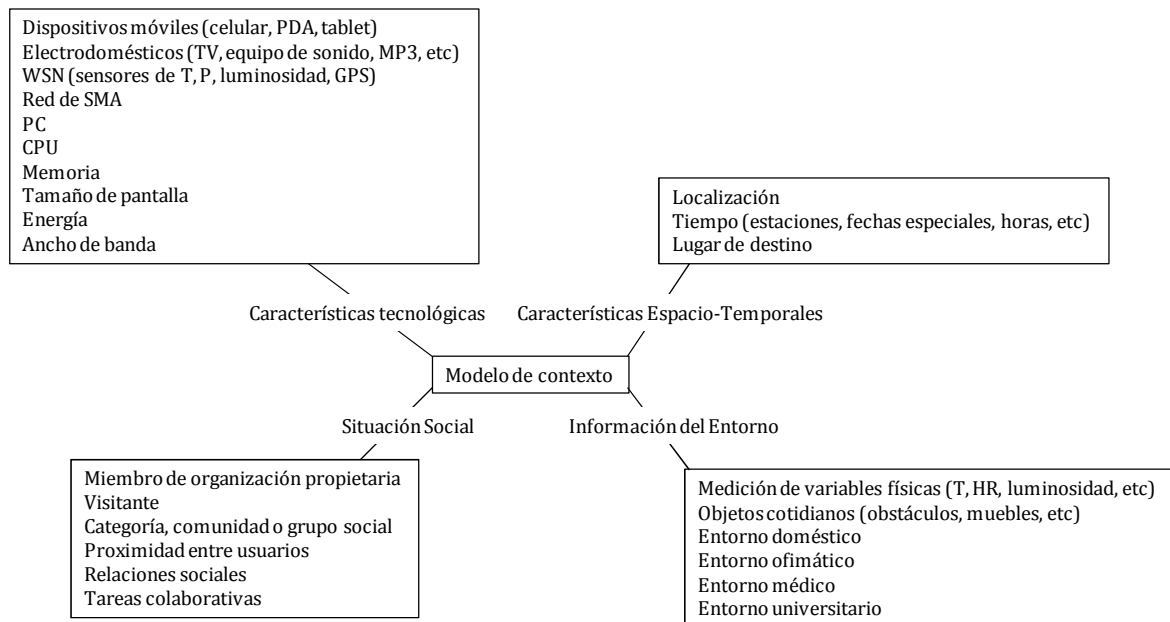 Dispositivos móviles (celular, PDA, tablet)
Electrodomésticos (TV, equipo de sonido, MP3, etc)
WSN (sensores de T, P, luminosidad, GPS)
Red de SMA
PC
CPU
Memoria
Tamaño de pantalla
Energía
Ancho de banda
Localización
Tiempo (estaciones, fechas especiales, horas, etc)
Lugar de destino
Características tecnológicas
Características Espacio-Temporales
Modelo de contexto
Situación Social
Información del Entorno
Miembro de organización propietaria
Visitante
Categoría, comunidad o grupo social
Proximidad entre usuarios
Relaciones sociales
Tareas colaborativas
Medición de variables físicas (T, HR, luminosidad, etc)
Objetos cotidianos (obstáculos, muebles, etc)
Entorno doméstico
Entorno ofimático
Entorno médico
Entorno universitario